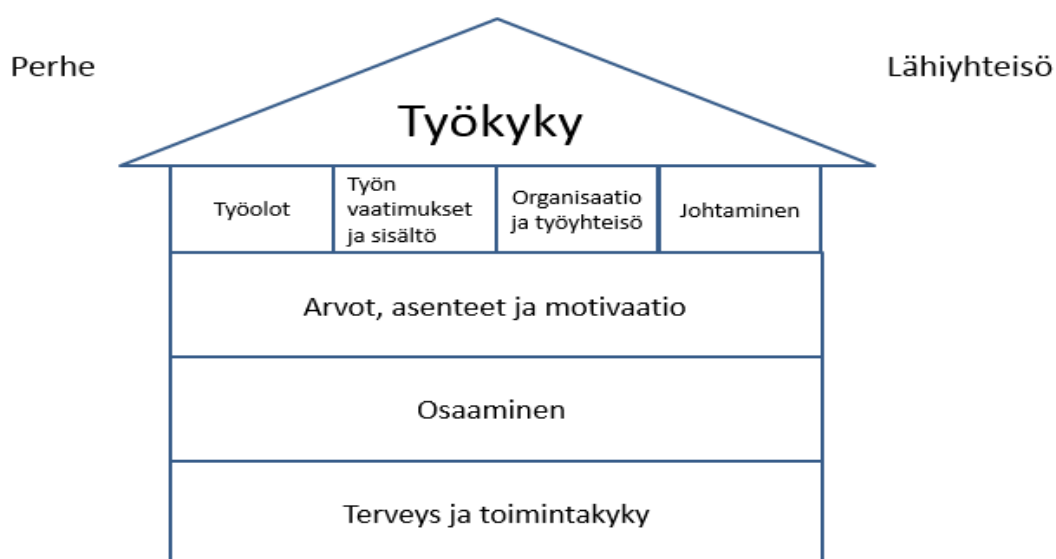 Perhe
Lähiyhteisö
Työkyky
Työolot
Työn
vaatimukset
ja sisältö
Organisaatio
ja työyhteisö
Johtaminen
Arvot, asenteet ja motivaatio
Osaaminen
Terveys ja toimintakyky